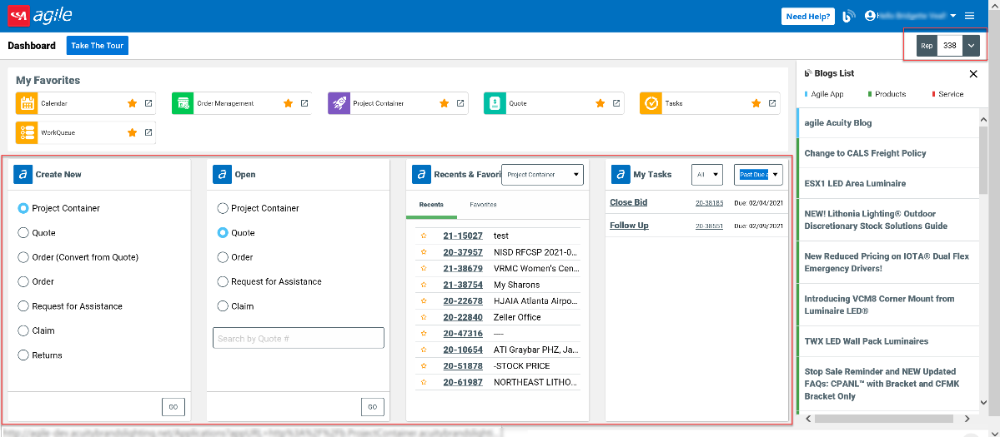 agile
Need Help?
Dashboard
Take The Tour
Rep
338
My Favorites
Calendar
Order Management
Project Container
Quote
Tasks
WorkQueue
Create New
Project Container
Quote
Order (Convert from Quote)
Order
Request for Assistance
Claim
Returns
GO
Open
Project Container
Quote
Order
Request for Assistance
Claim
Search by Quote #
GO
Recents & Favori
Project Container
Recents
Favorites
21-15027 test
20-37957 NISD RFCSP 2021-0...
21-38679 VRMC Women's Cen...
21-38754 My Sharons
20-22678 HJAIA Atlanta Airpo...
20-22840 Zeller Office
20-47316 ----
20-10654 ATI Graybar PHZ, Ja...
20-51878 -STOCK PRICE
20-61987 NORTHEAST LITHO...
My Tasks
All
Past Due a
Close Bid 20-38185 Due: 02/04/2021
Follow Up 20-38551 Due: 02/09/2021
Blogs List
Agile App
Products
Service
agile Acuity Blog
Change to CALS Freight Policy
ESX1 LED Area Luminaire
NEW! Lithonia Lighting® Outdoor
Discretionary Stock Solutions Guide
New Reduced Pricing on IOTA® Dual Flex
Emergency Drivers!
Introducing VCM8 Corner Mount from
Luminaire LED®
TWX LED Wall Pack Luminaires
Stop Sale Reminder and NEW Updated
FAQs: CPANL™ with Bracket and CFMK
Bracket Only